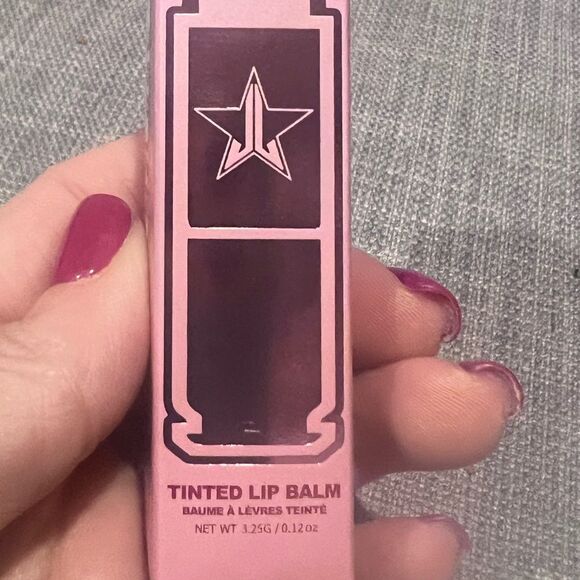 TINTED LIP BALM
BAUME À LÈVRES TEINTÉ
NET WT 3.25G / 0.12 oz